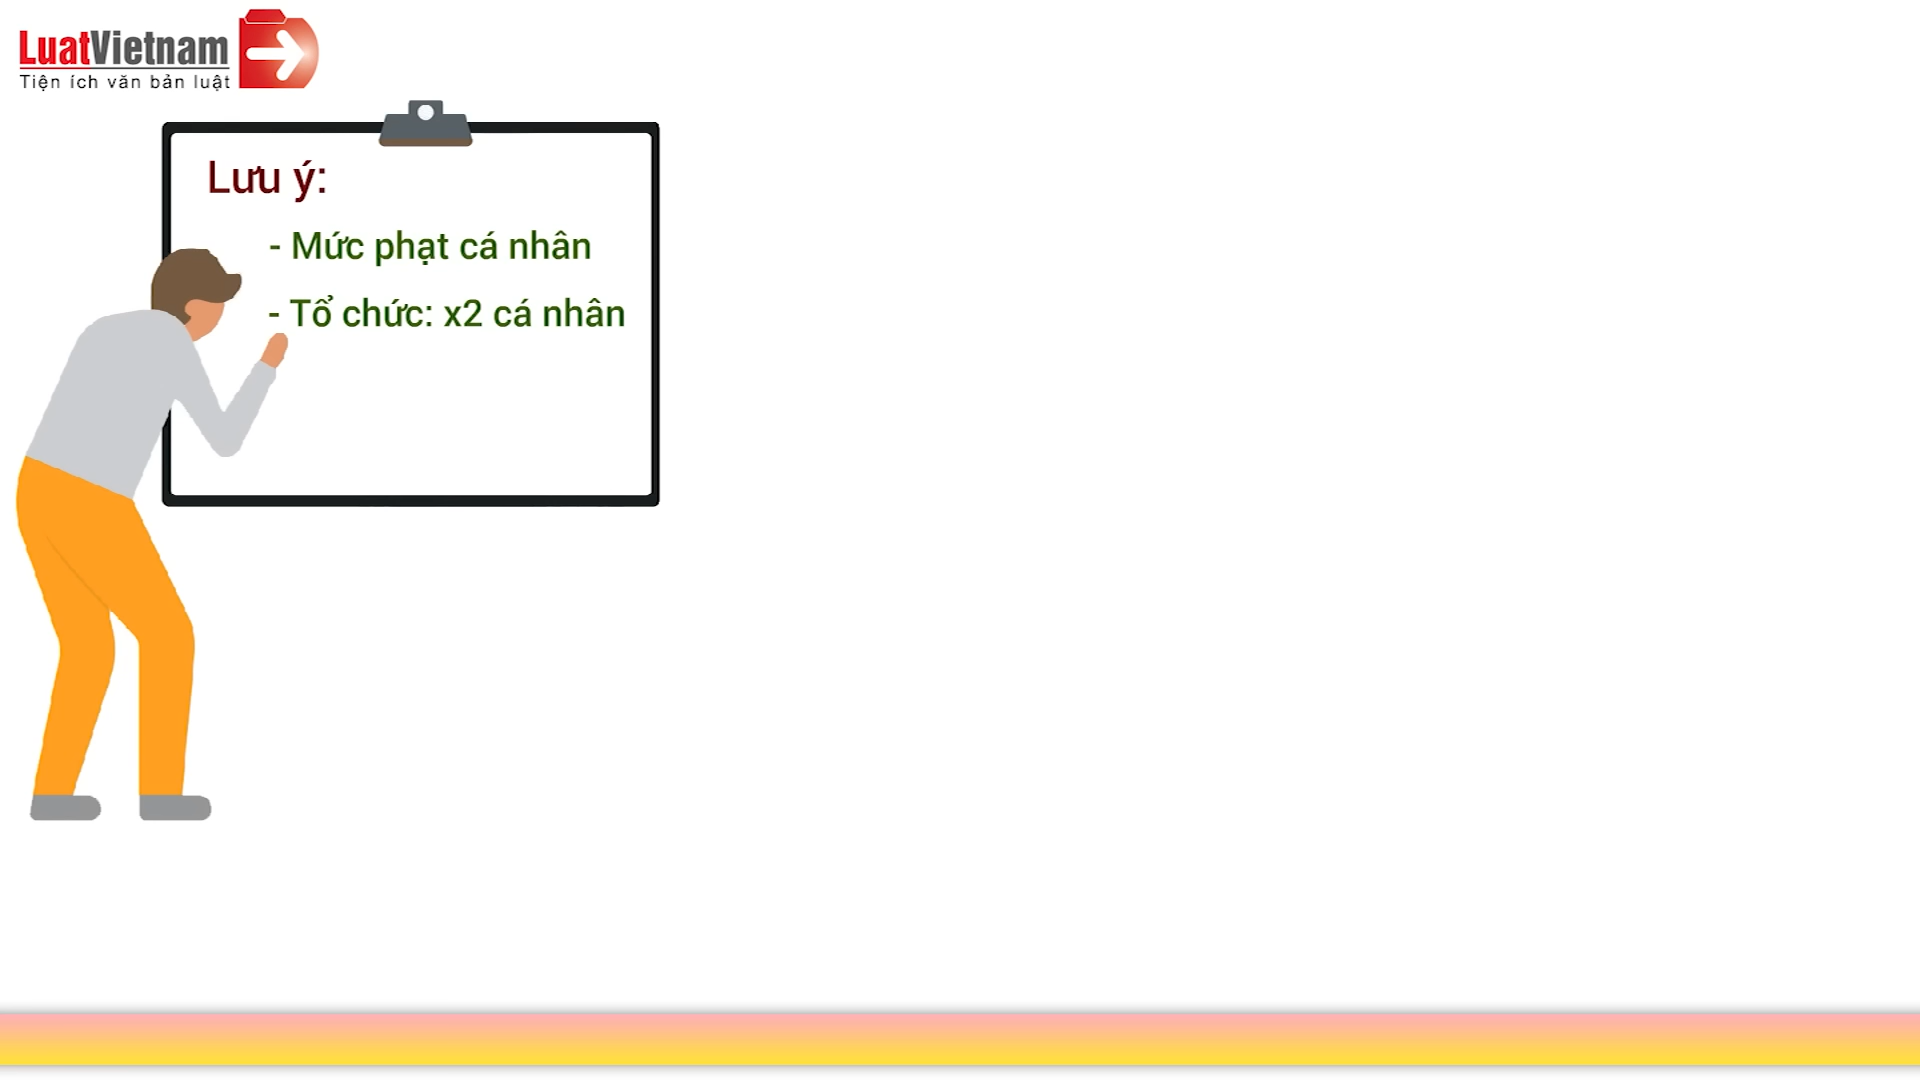 LuatVietnam
Tiện ích văn bản luật
Lưu ý:
- Mức phạt cá nhân
- Tổ chức: x2 cá nhân